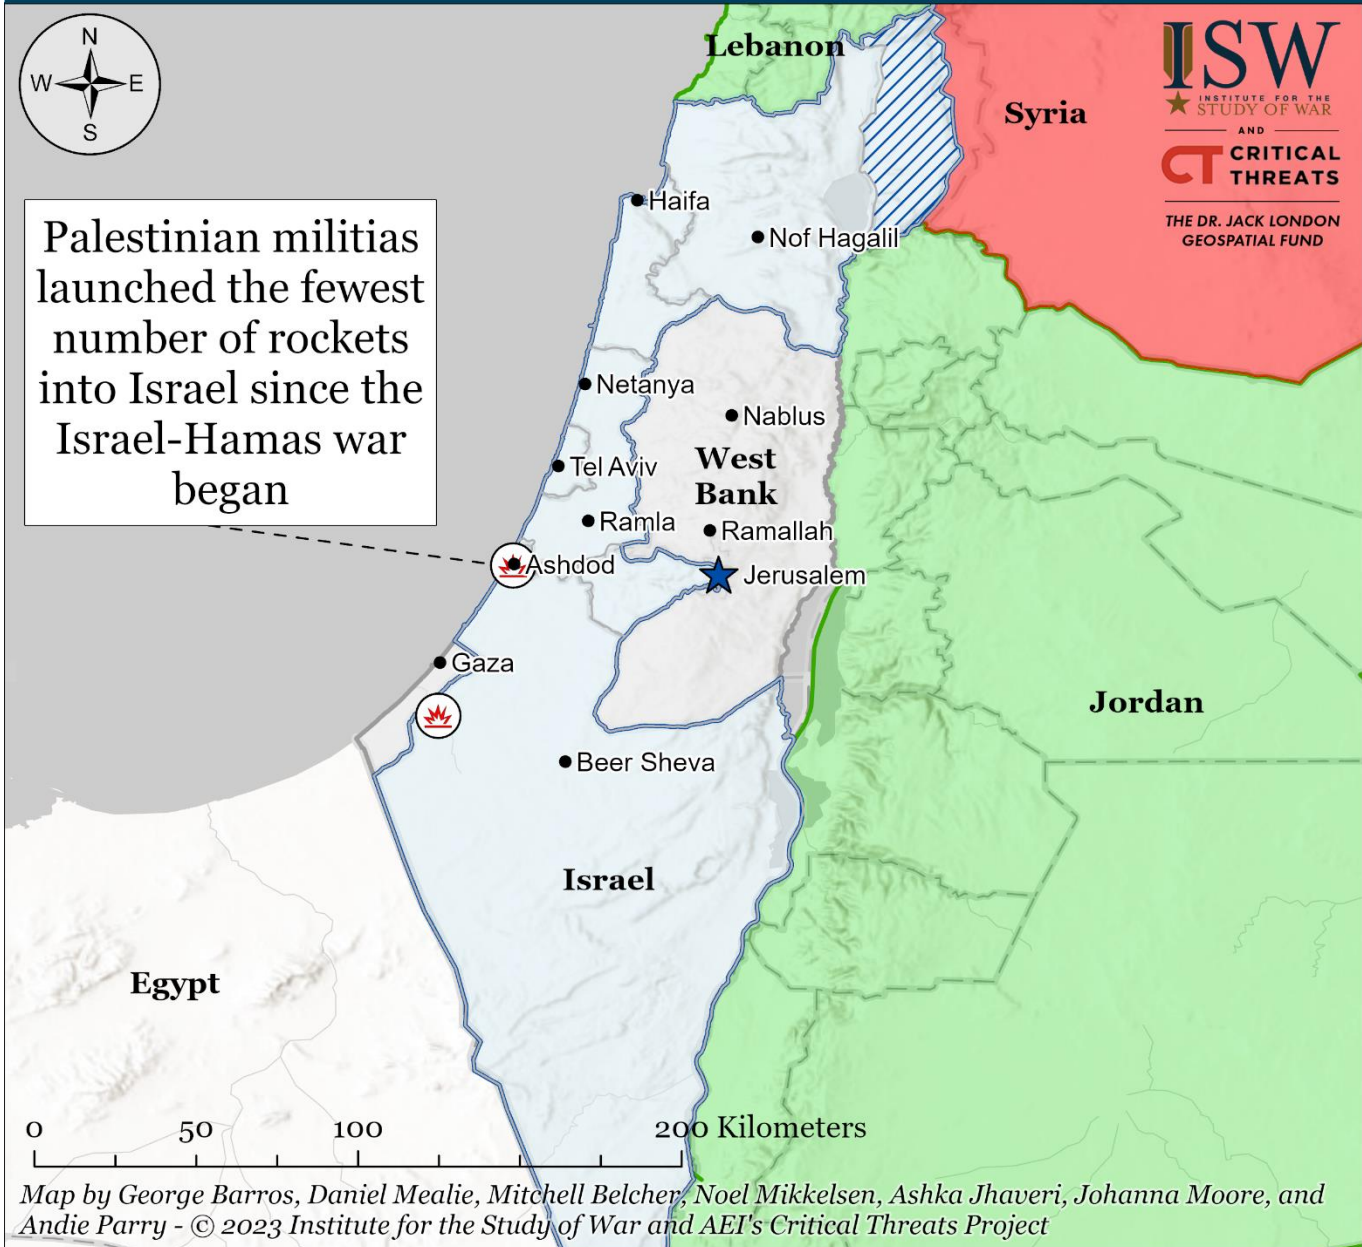 N
W
E
S
Lebanon
Syria
ISW
INSTITUTE FOR THE
STUDY OF WAR
AND
CT CRITICAL
THREATS
THE DR. JACK LONDON
GEOSPATIAL FUND
Palestinian militias
launched the fewest
number of rockets
into Israel since the
Israel-Hamas war
began
Haifa
Nof Hagalil
Netanya
Nablus
West
Bank
Tel Aviv
Ramla
Ramallah
Ashdod
Jerusalem
Gaza
Jordan
Beer Sheva
Israel
Egypt
0 50 100 200 Kilometers
Map by George Barros, Daniel Mealie, Mitchell Belcher, Noel Mikkelsen, Ashka Jhaveri, Johanna Moore, and
Andie Parry - © 2023 Institute for the Study of War and AEI's Critical Threats Project